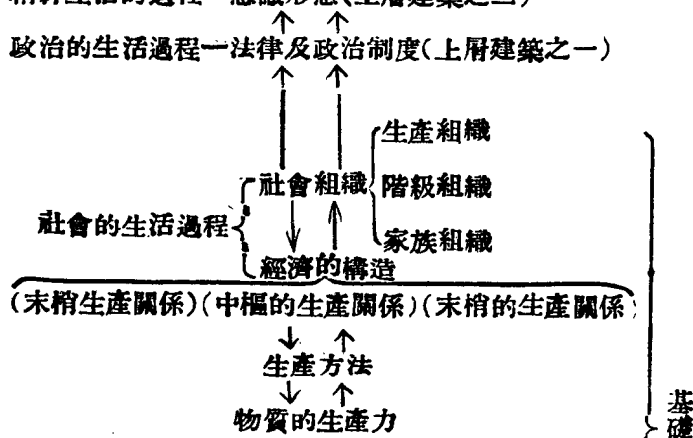 政治的生活過程—法律及政治制度(上層建築之一)
生產組織
社會組織
階級組織
社會的生活過程
家族組織
經濟的構造
(末梢生產關係)(中樞的生產關係)(末梢的生產關係)
生產方法
物質的生產力
基礎